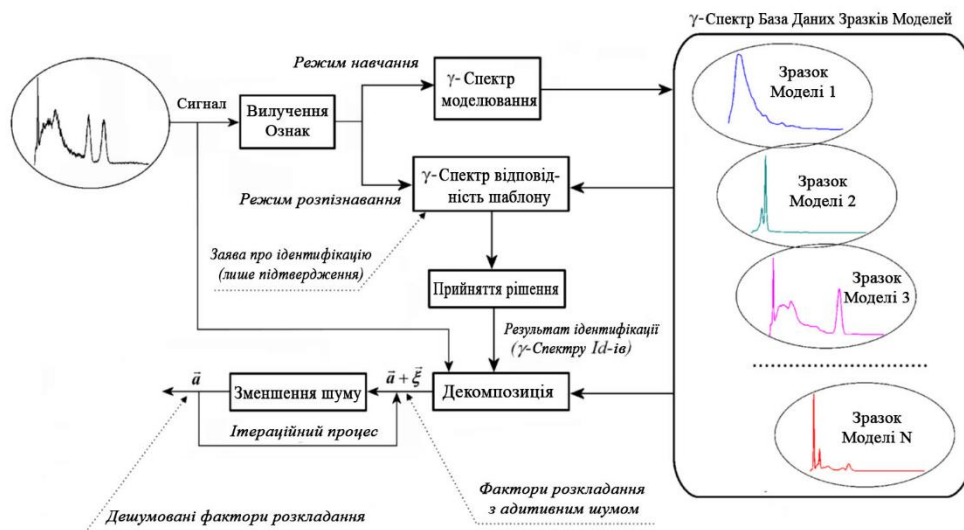 γ-Спектр База Даних Зразків Моделей
Сигнал
Вилучення
Ознак
Режим навчання
γ- Спектр
моделювання
Режим розпізнавання
γ- Спектр відповід-
ність шаблону
Заява про ідентифікацію
(лише підтвердження)
Прийняття рішення
Результат ідентифікації
(γ-Спектру Id-ів)
Декомпозиція
a⃗ + ξ⃗
Зменшення шуму
a⃗
Ітераційний процес
Дешумовані фактори розкладання
Фактори розкладання
з адитивним шумом
Зразок
Моделі 1
Зразок
Моделі 2
Зразок
Моделі 3
Зразок
Моделі N